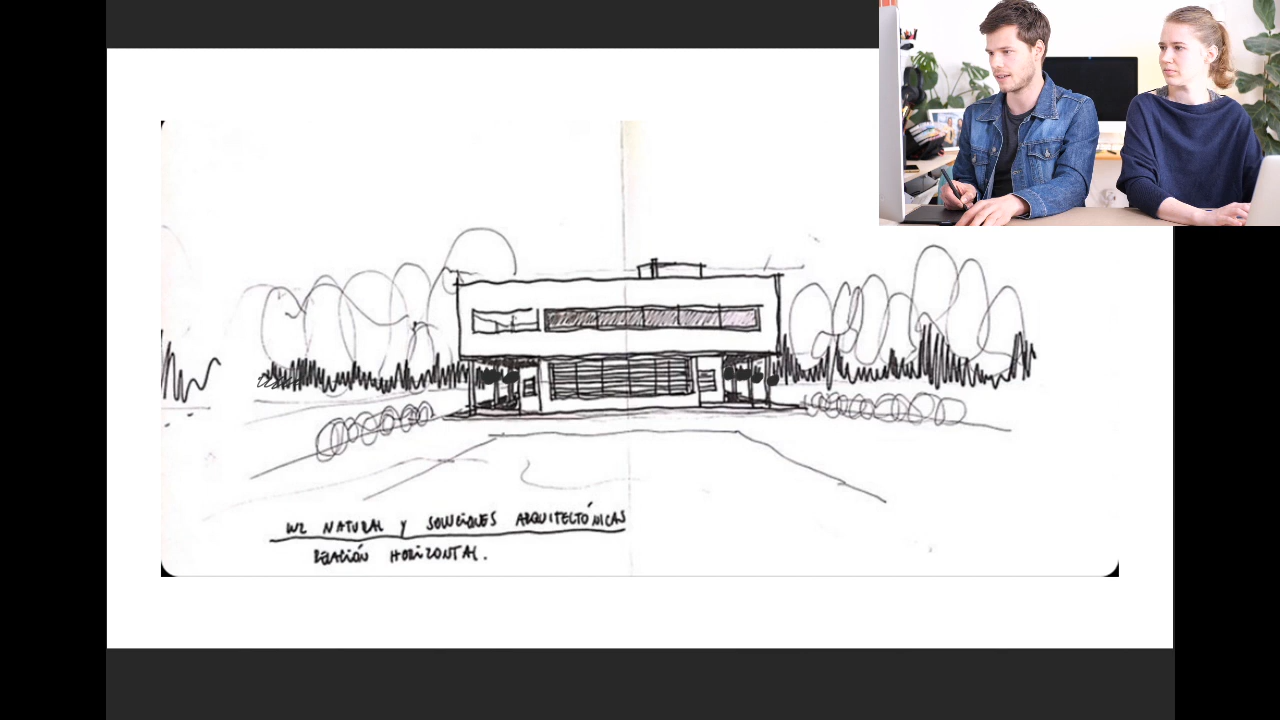 LUZ NATURAL Y SOLUCIONES ARQUITECTÓNICAS
RELACIÓN HORIZONTAL.